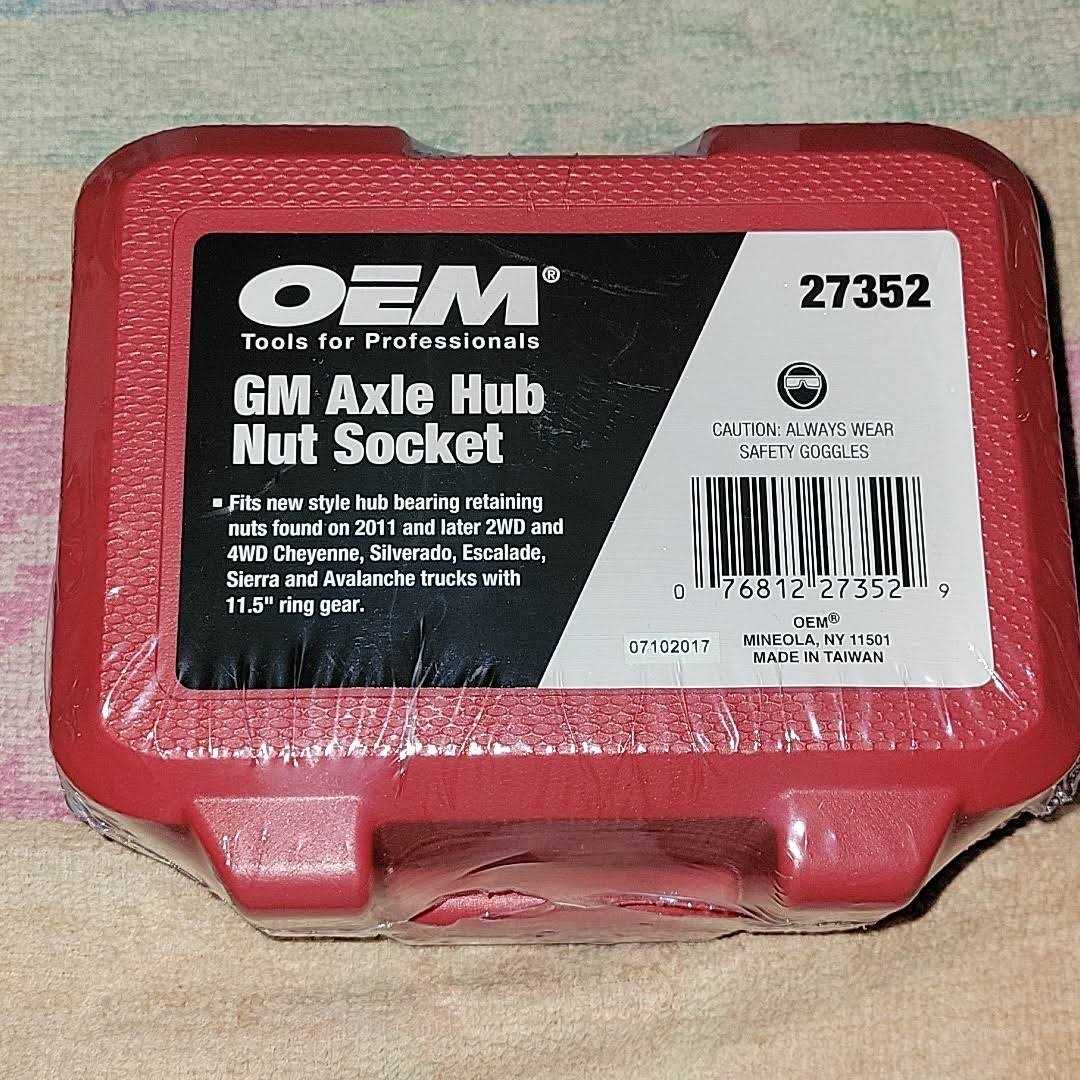 OEM®
Tools for Professionals
GM Axle Hub
Nut Socket
▪ Fits new style hub bearing retaining
nuts found on 2011 and later 2WD and
4WD Cheyenne, Silverado, Escalade,
Sierra and Avalanche trucks with
11.5" ring gear.
27352
CAUTION: ALWAYS WEAR
SAFETY GOGGLES
0 76812 27352 9
OEM®
MINEOLA, NY 11501
MADE IN TAIWAN
07102017